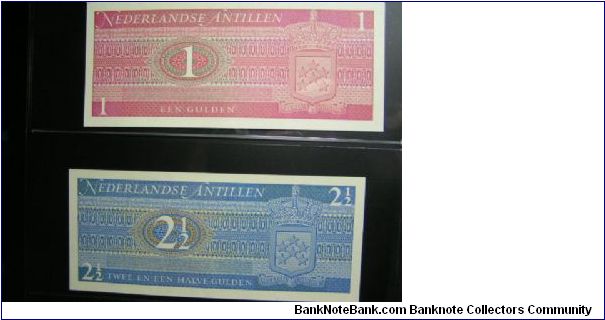 NEDERLANDSE ANTILLEN 1
1
1 EEN GULDEN
NEDERLANDSE ANTILLEN 2½
2½
2½ TWEE EN EEN HALVE GULDEN
BankNoteBank.com Banknote Collectors Community